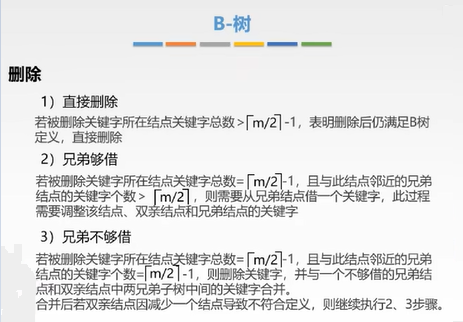 B-树
删除
1）直接删除
若被删除关键字所在结点关键字总数>⌈m/2⌉-1，表明删除后仍满足B树
定义，直接删除
2）兄弟够借
若被删除关键字所在结点关键字总数=⌈m/2⌉-1，且与此结点邻近的兄弟
结点的关键字个数> ⌈m/2⌉，则需要从兄弟结点借一个关键字，此过程
需要调整该结点、双亲结点和兄弟结点的关键字
3）兄弟不够借
若被删除关键字所在结点关键字总数=⌈m/2⌉-1，且与此结点邻近的兄弟
结点的关键字个数=⌈m/2⌉-1，则删除关键字，并与一个不够借的兄弟结
点和双亲结点中两兄弟子树中间的关键字合并。
合并后若双亲结点因减少一个结点导致不符合定义，则继续执行2、3步骤。